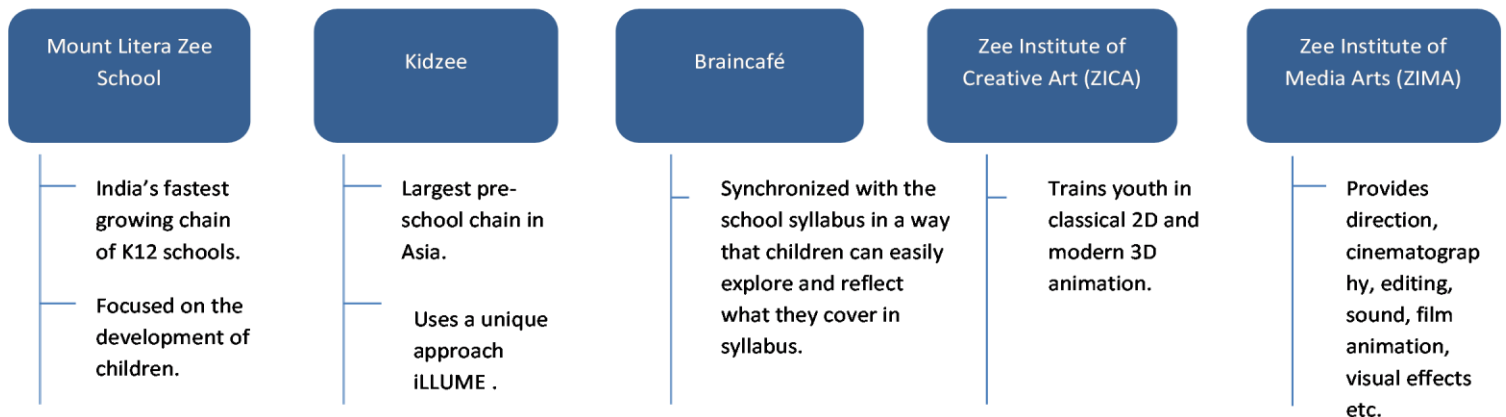 Mount Litera Zee
School
India's fastest
growing chain
of K12 schools.
Focused on the
development of
children.
Kidzee
Largest pre-
school chain in
Asia.
Uses a unique
approach
iLLUME .
Braincafé
Synchronized with the
school syllabus in a way
that children can easily
explore and reflect
what they cover in
syllabus.
Zee Institute of
Creative Art (ZICA)
Trains youth in
classical 2D and
modern 3D
animation.
Zee Institute of
Media Arts (ZIMA)
Provides
direction,
cinematograp
hy, editing,
sound, film
animation,
visual effects
etc.